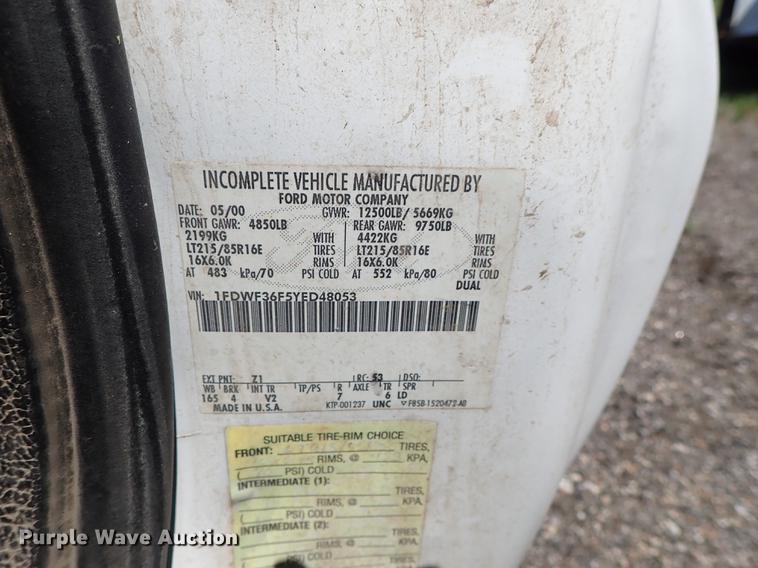 INCOMPLETE VEHICLE MANUFACTURED BY
FORD MOTOR COMPANY
DATE: 05/00 GVWR: 12500LB/ 5669KG
FRONT GAWR: 4850LB REAR GAWR: 9750LB
2199KG WITH 4422KG WITH
LT215/85R16E TIRES LT215/85R16E TIRES
16X6.0K RIMS 16X6.0K RIMS
AT 483 kPa/70 PSI COLD AT 552 kPa/80 PSI COLD
DUAL
VIN: 1FDWF36F5YED48053
EXT PNT: Z1 RC: 53 DSO:
WB BRK INT TR TP/PS R AXLE TR SPR
165 4 V2 7 6 LD
MADE IN U.S.A. KTP-001237 UNC F85B-1520472-AB
SUITABLE TIRE-RIM CHOICE
FRONT: TIRES,
RIMS, @ KPA,
( PSI) COLD
INTERMEDIATE (1):
TIRES,
RIMS, @ KPA,
( PSI) COLD
INTERMEDIATE (2):
TIRES,
RIMS, @ KPA,
( PSI) COLD
Purple Wave Auction